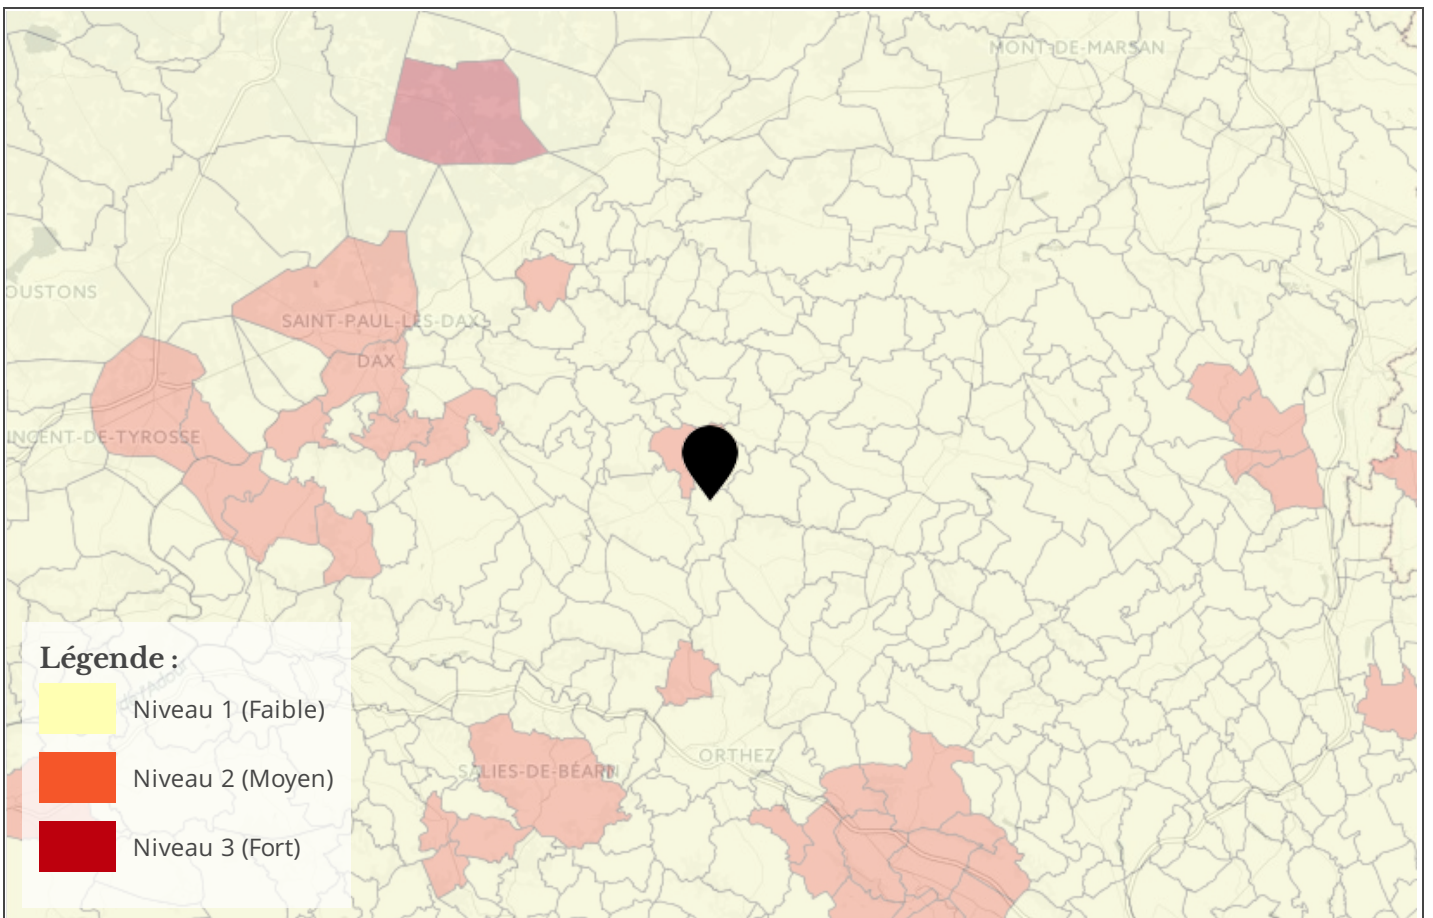 MONT-DE-MARSAN
OUSTONS
SAINT-PAUL-LÈS-DAX
DAX
INCENT-DE-TYROSSE
Légende :
Niveau 1 (Faible)
Niveau 2 (Moyen)
Niveau 3 (Fort)
ORTHEZ
SALIES-DE-BÉARN